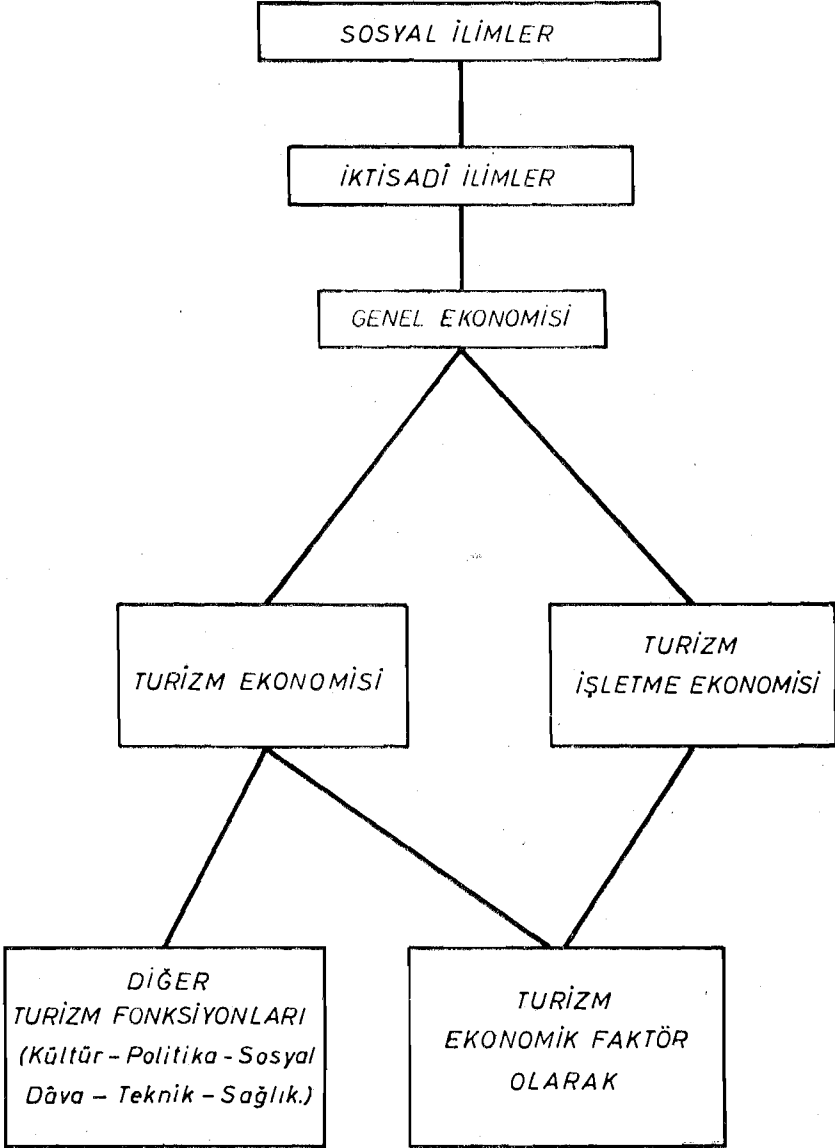 SOSYAL İLİMLER
İKTİSADÎ İLİMLER
GENEL EKONOMİSİ
TURİZM EKONOMİSİ
TURİZM
İŞLETME EKONOMİSİ
DİĞER
TURİZM FONKSİYONLARI
(Kültür - Politika - Sosyal
Dâva - Teknik - Sağlık.)
TURİZM
EKONOMİK FAKTÖR
OLARAK